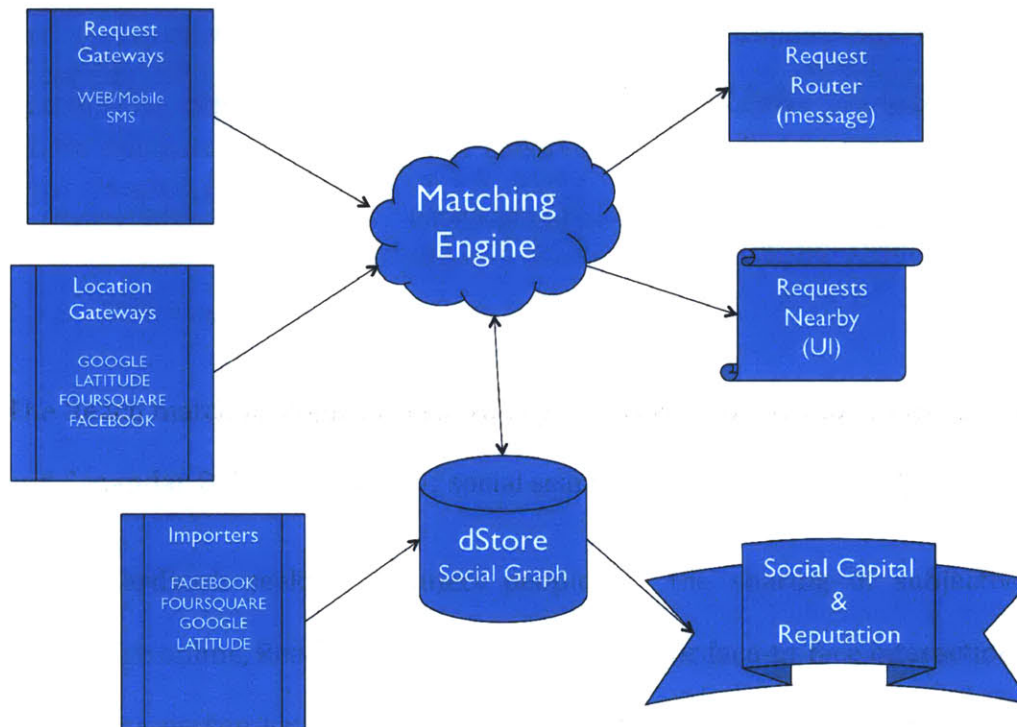 Request
Gateways
WEB/Mobile
SMS
Request
Router
(message)
Matching
Engine
Location
Gateways
GOOGLE
LATITUDE
FOURSQUARE
FACEBOOK
Requests
Nearby
(UI)
Importers
FACEBOOK
FOURSQUARE
GOOGLE
LATITUDE
dStore
Social Graph
Social Capital
&
Reputation